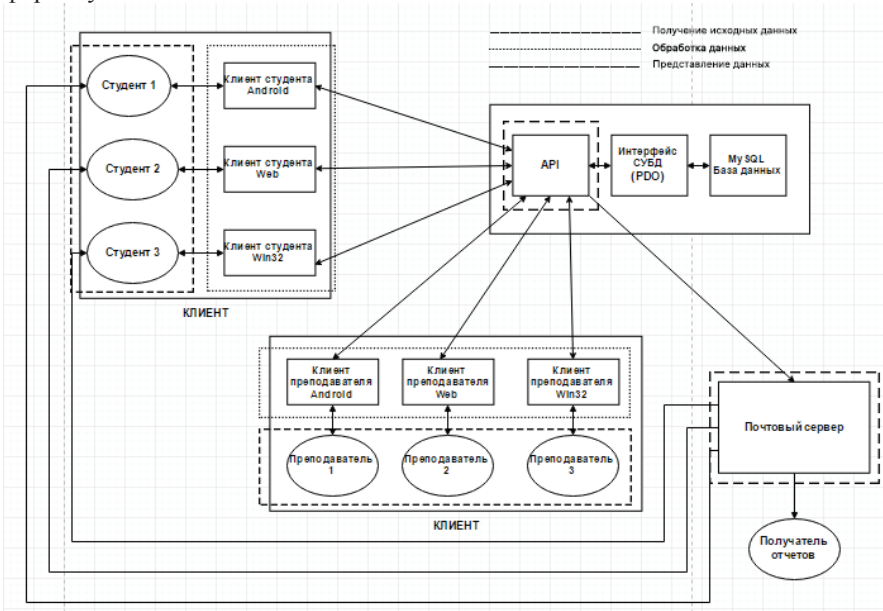 Получение исходных данных
Обработка данных
Представление данных
Студент 1
Клиент студента
Android
Студент 2
Клиент студента
Web
Студент 3
Клиент студента
Win32
КЛИЕНТ
API
Интерфейс
СУБД
(PDO)
My SQL
База данных
Клиент
преподавателя
Android
Клиент
преподавателя
Web
Клиент
преподавателя
Win32
Преподаватель
1
Преподаватель
2
Преподаватель
3
КЛИЕНТ
Почтовый сервер
Получатель
отчетов